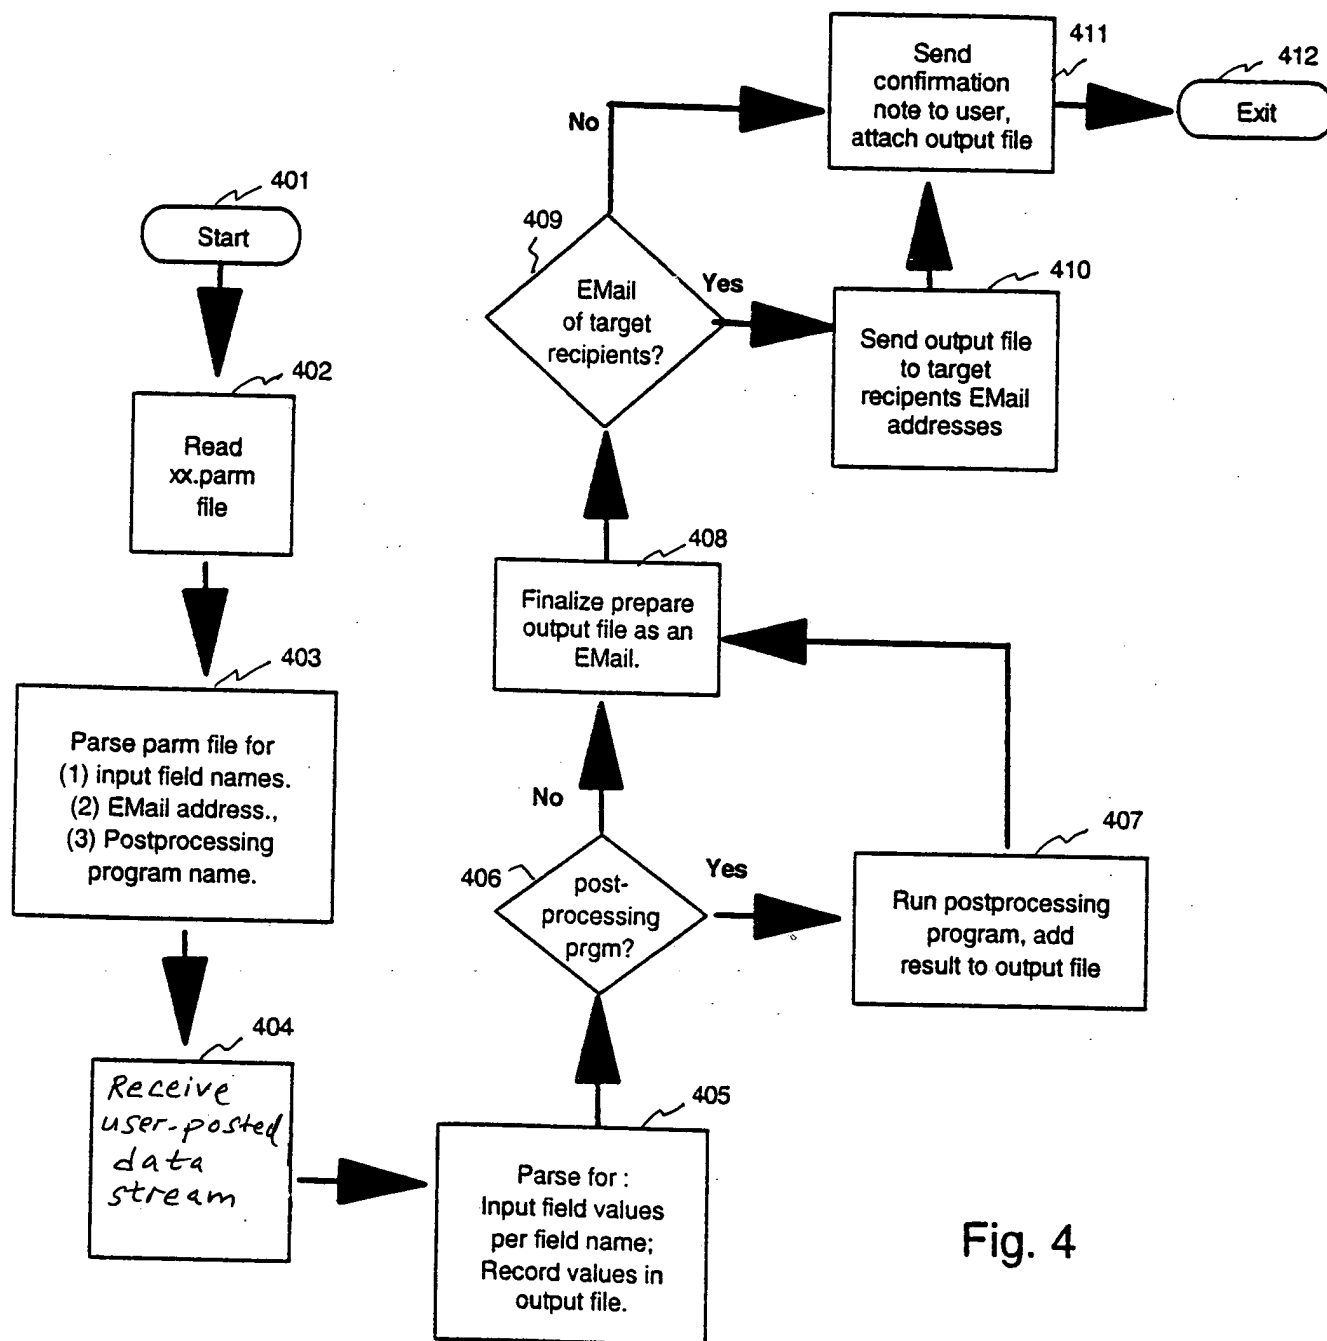 401
Start
402
Read
xx.parm
file
403
Parse parm file for
(1) input field names.
(2) EMail address.,
(3) Postprocessing
program name.
404
Receive
user-posted
data
stream
405
Parse for :
Input field values
per field name;
Record values in
output file.
406
post-
processing
prgm?
Yes
No
407
Run postprocessing
program, add
result to output file
408
Finalize prepare
output file as an
EMail.
409
EMail
of target
recipients?
Yes
No
410
Send output file
to target
recipents EMail
addresses
411
Send
confirmation
note to user,
attach output file
412
Exit
Fig. 4